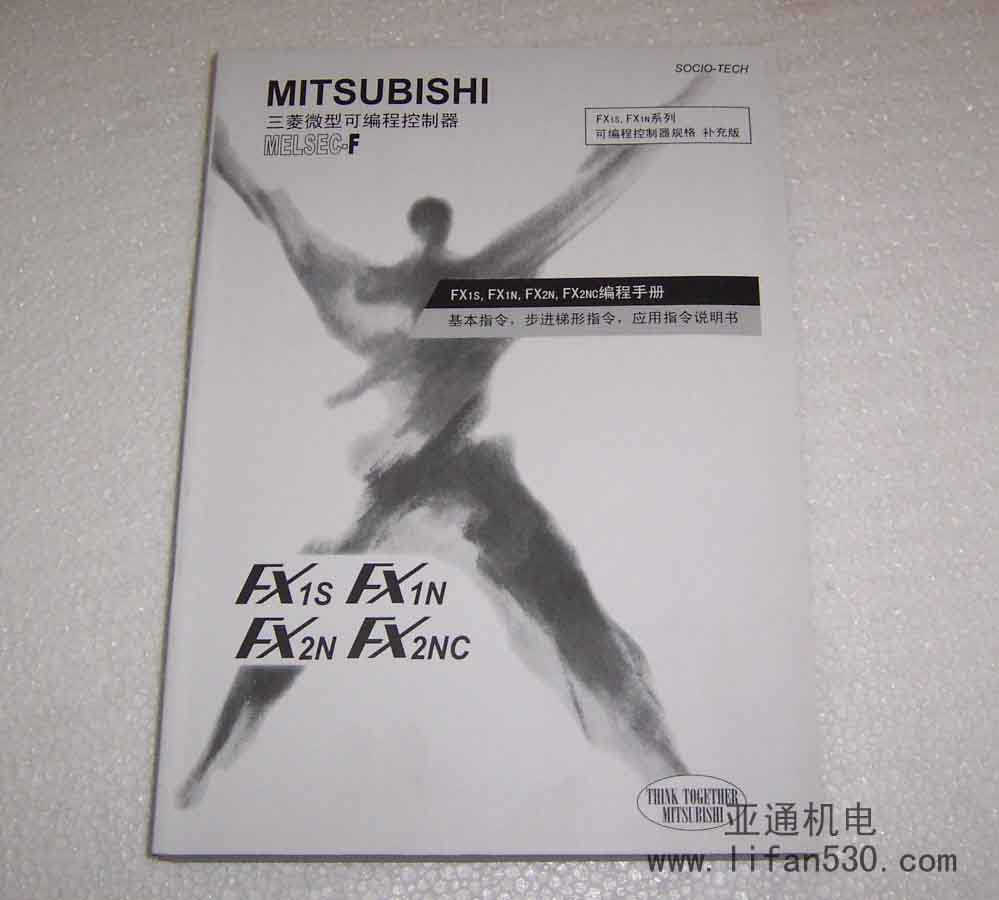 SOCIO-TECH
MITSUBISHI
三菱微型可编程控制器
MELSEC-F
FX1S, FX1N系列
可编程控制器规格 补充版
FX1S, FX1N, FX2N, FX2NC编程手册
基本指令，步进梯形指令，应用指令说明书
FX1S FX1N
FX2N FX2NC
THINK TOGETHER
MITSUBISHI
亚通机电
www.lifan530.com